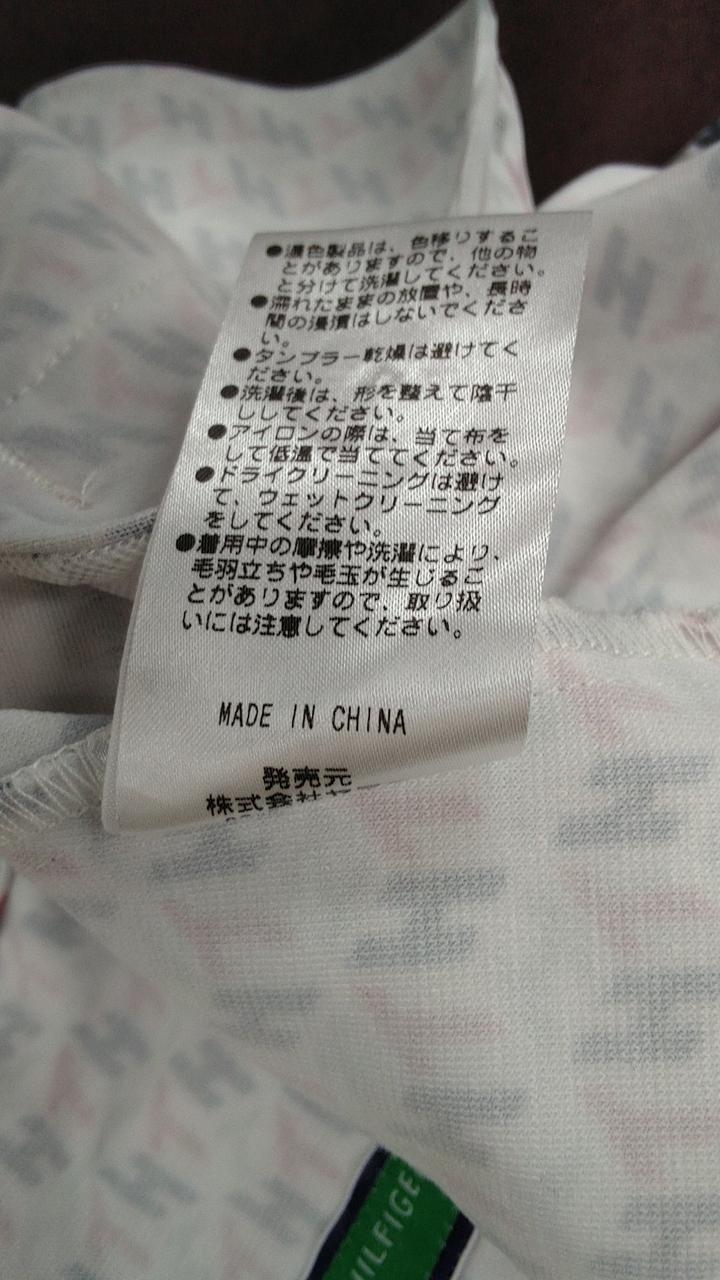 ●濃色製品は、色移りするこ
とがありますので、他の物
と分けて洗濯してください。
●濡れたままの放置や、長時
間の浸漬はしないでくださ
い。
●タンブラー乾燥は避けてく
ださい。
●洗濯後は、形を整えて陰干
ししてください。
●アイロンの際は、当て布を
して低温で当ててください。
●ドライクリーニングは避け
て、ウェットクリーニング
をしてください。
●着用中の摩擦や洗濯により、
毛羽立ちや毛玉が生じるこ
とがありますので、取り扱
いには注意してください。
MADE IN CHINA
発売元
株式会社
HILFIGE